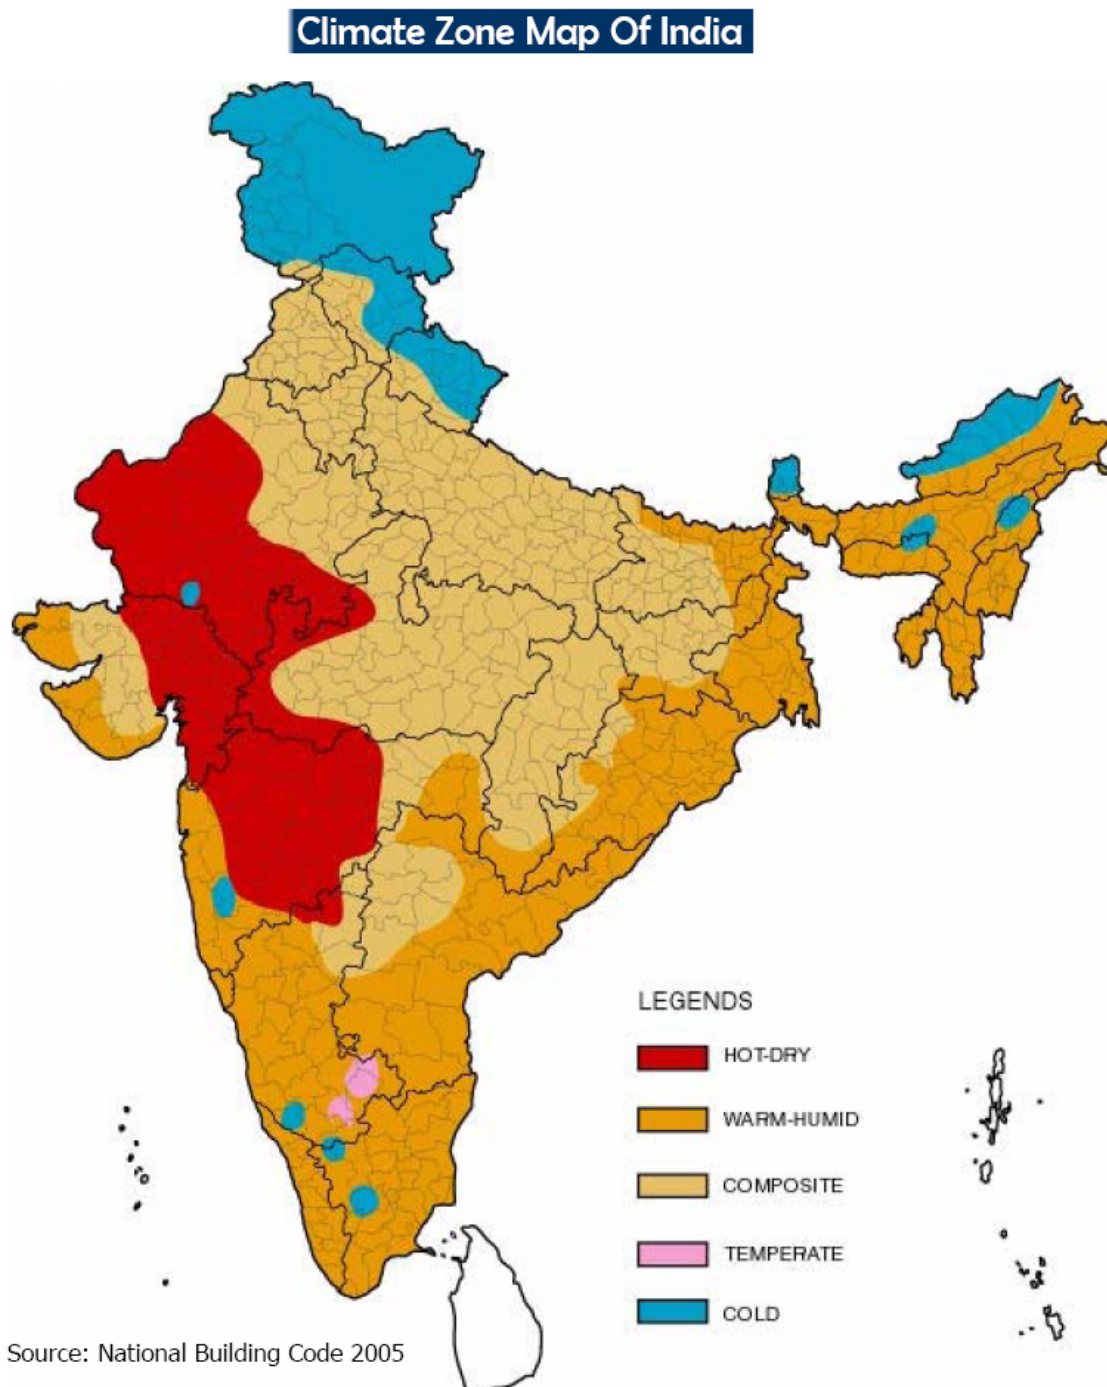 Climate Zone Map Of India
LEGENDS
HOT-DRY
WARM-HUMID
COMPOSITE
TEMPERATE
COLD
Source: National Building Code 2005